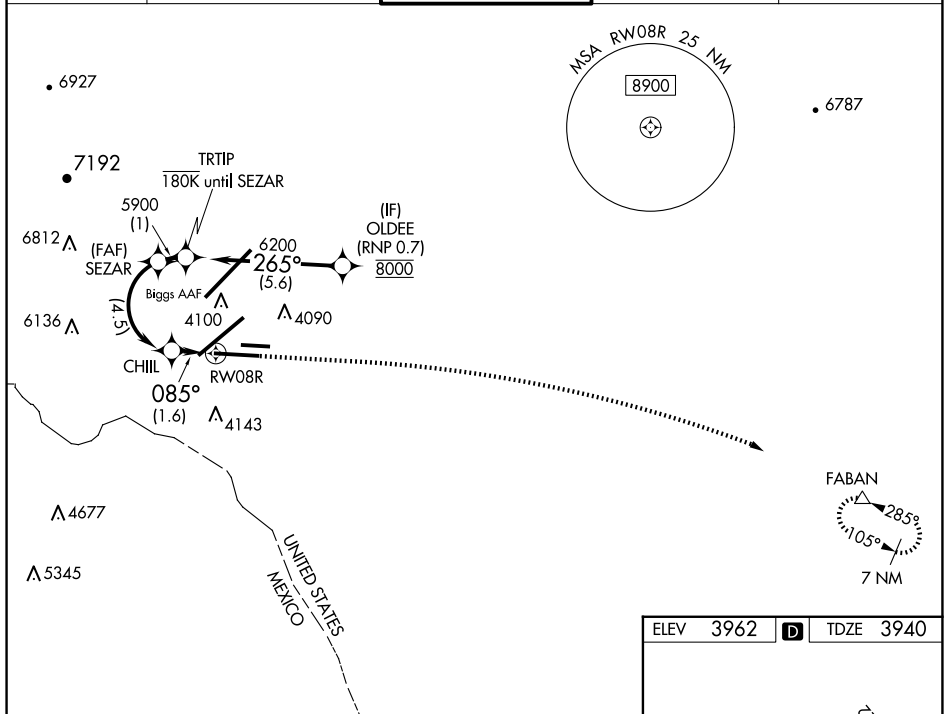 MSA RW08R 25 NM
8900
6927
6787
7192
TRTIP
180K until SEZAR
5900
(1)
(IF)
OLDEE
(RNP 0.7)
8000
6812
(FAF)
SEZAR
6200
265°
(5.6)
Biggs AAF
(4.5)
4100
4090
6136
CHIIL
RW08R
085°
(1.6)
4143
FABAN
285°
105°
7 NM
4677
5345
UNITED STATES
MEXICO
ELEV 3962 D TDZE 3940